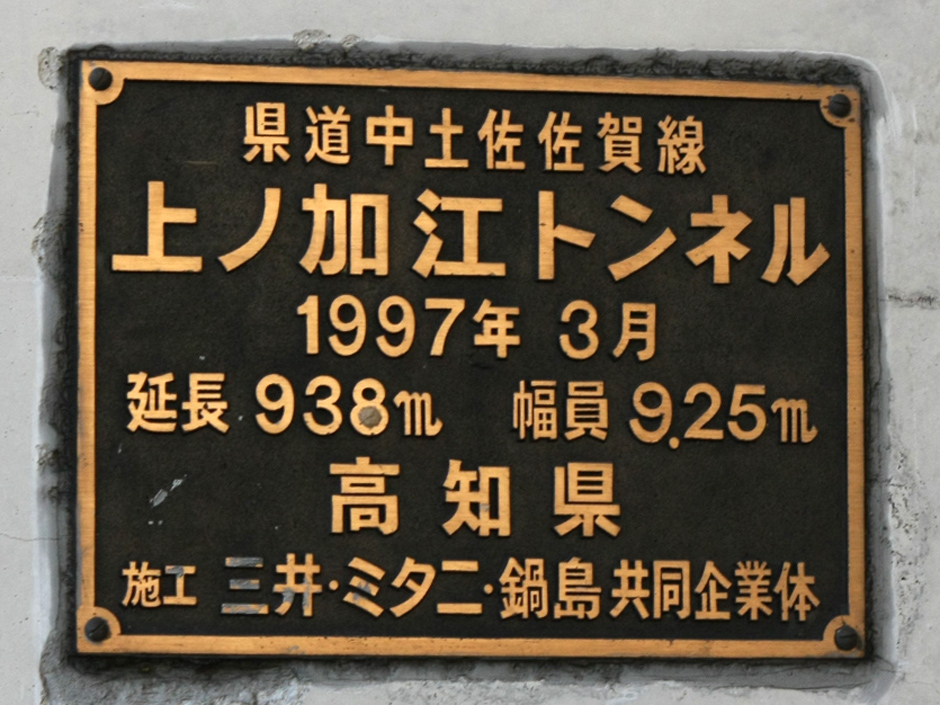 県道中土佐佐賀線
上ノ加江トンネル
1997年 3月
延長 938m 幅員 9.25m
高知県
施工 三井・ミタニ・鍋島共同企業体